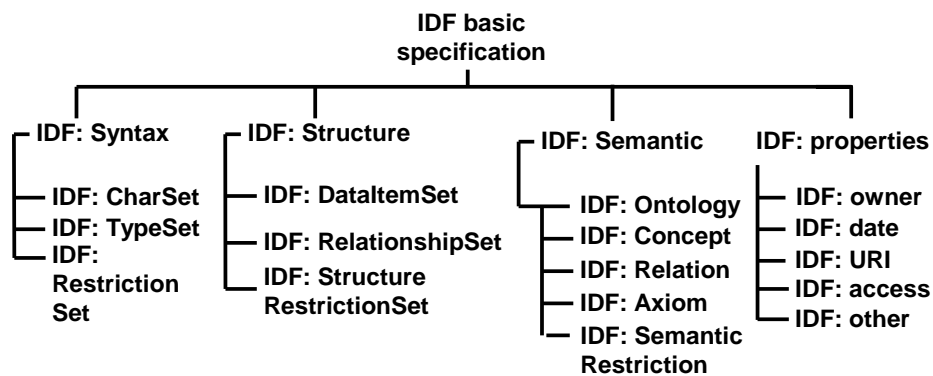 IDF basic
specification
IDF: Syntax
IDF: CharSet
IDF: TypeSet
IDF:
Restriction
Set
IDF: Structure
IDF: DataItemSet
IDF: RelationshipSet
IDF: Structure
RestrictionSet
IDF: Semantic
IDF: Ontology
IDF: Concept
IDF: Relation
IDF: Axiom
IDF: Semantic
Restriction
IDF: properties
IDF: owner
IDF: date
IDF: URI
IDF: access
IDF: other